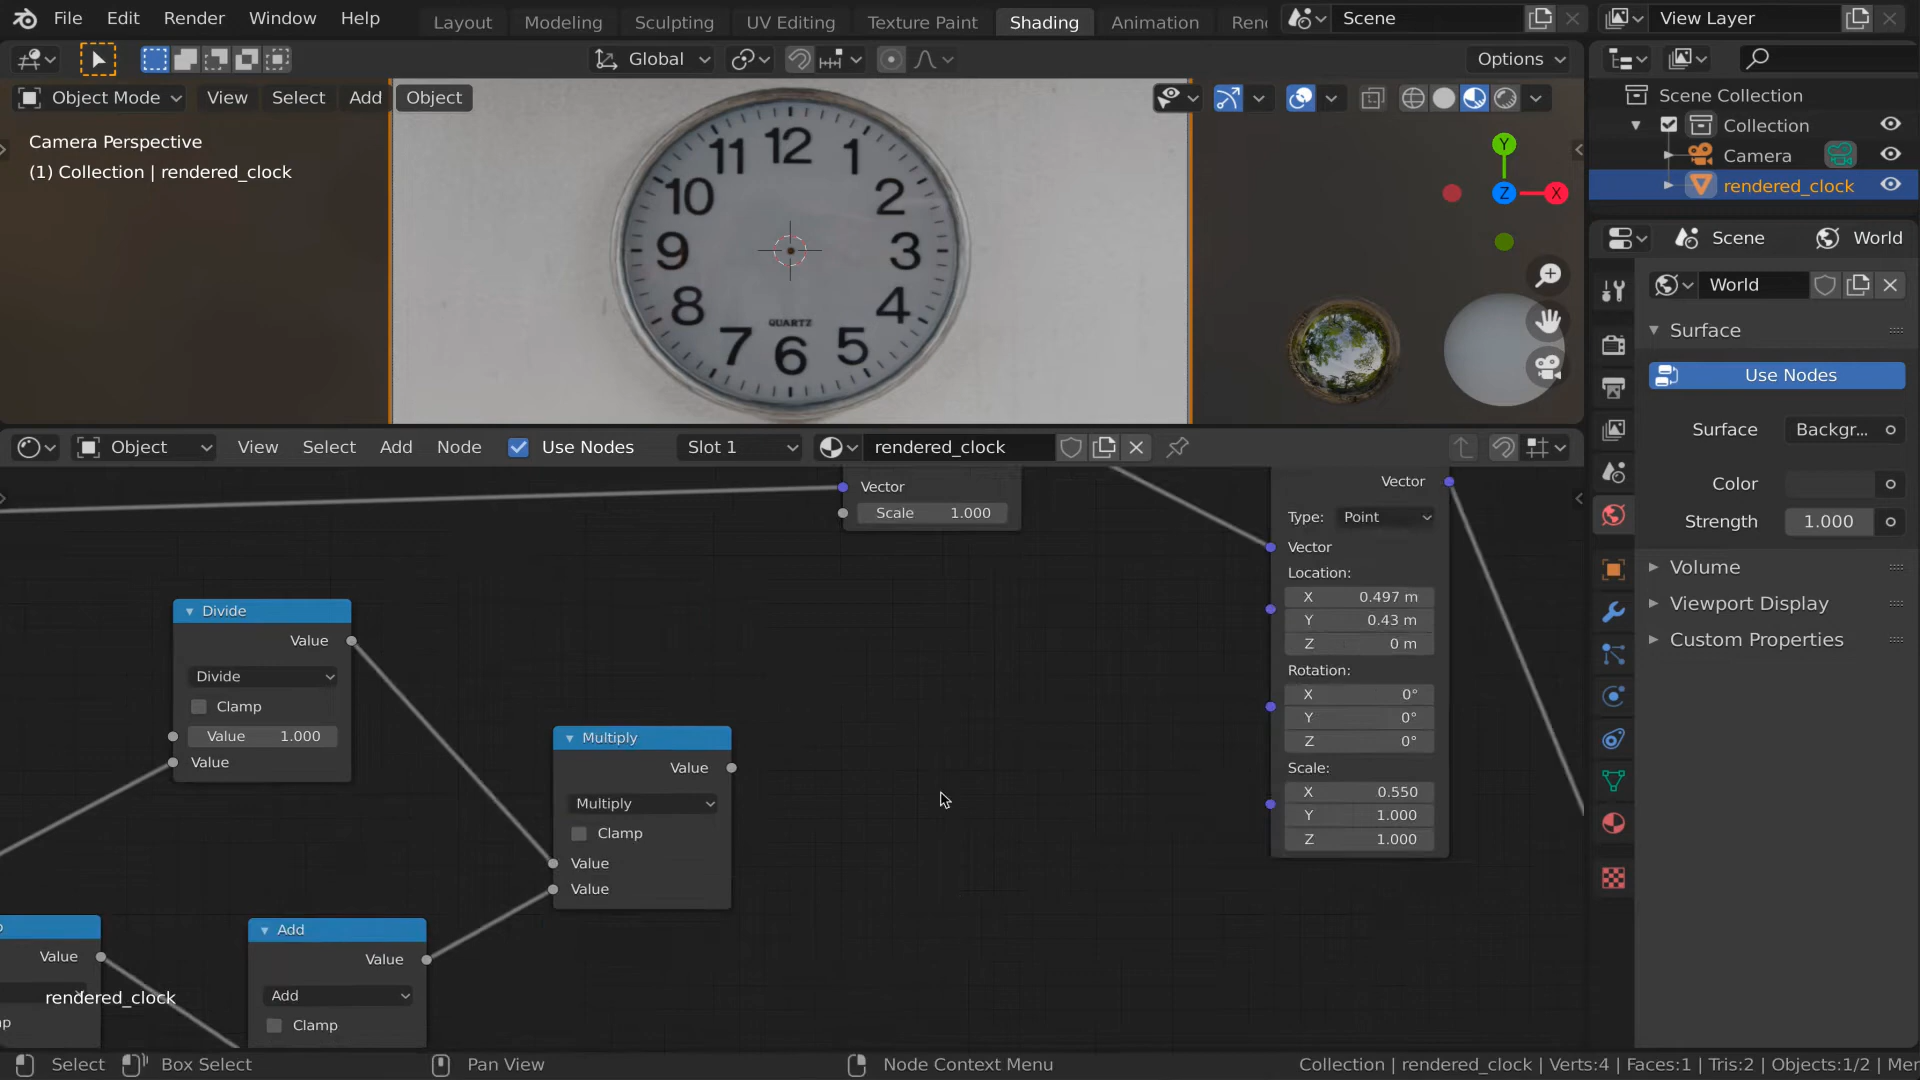 File Edit Render Window Help Layout Modeling Sculpting UV Editing Texture Paint Shading Animation Scene View Layer
Global Options
Object Mode View Select Add Object
Scene Collection
Camera Perspective
(1) Collection | rendered_clock
Collection
Camera
rendered_clock
12
11 1
10 2
9 3
8 4
7 5
6
QUARTZ
Y
Z X
Scene World
World
Surface
Use Nodes
Surface Backgr...
Color
Strength 1.000
Volume
Viewport Display
Custom Properties
Object View Select Add Node Use Nodes Slot 1 rendered_clock
Vector
Scale 1.000
Vector
Type: Point
Vector
Location:
X 0.497 m
Y 0.43 m
Z 0 m
Rotation:
X 0°
Y 0°
Z 0°
Scale:
X 0.550
Y 1.000
Z 1.000
Divide
Value
Divide
Clamp
Value 1.000
Value
Multiply
Value
Multiply
Clamp
Value
Value
Value
Add
Value
Add
Clamp
rendered_clock
Select Box Select Pan View Node Context Menu Collection | rendered_clock | Verts:4 | Faces:1 | Tris:2 | Objects:1/2 |